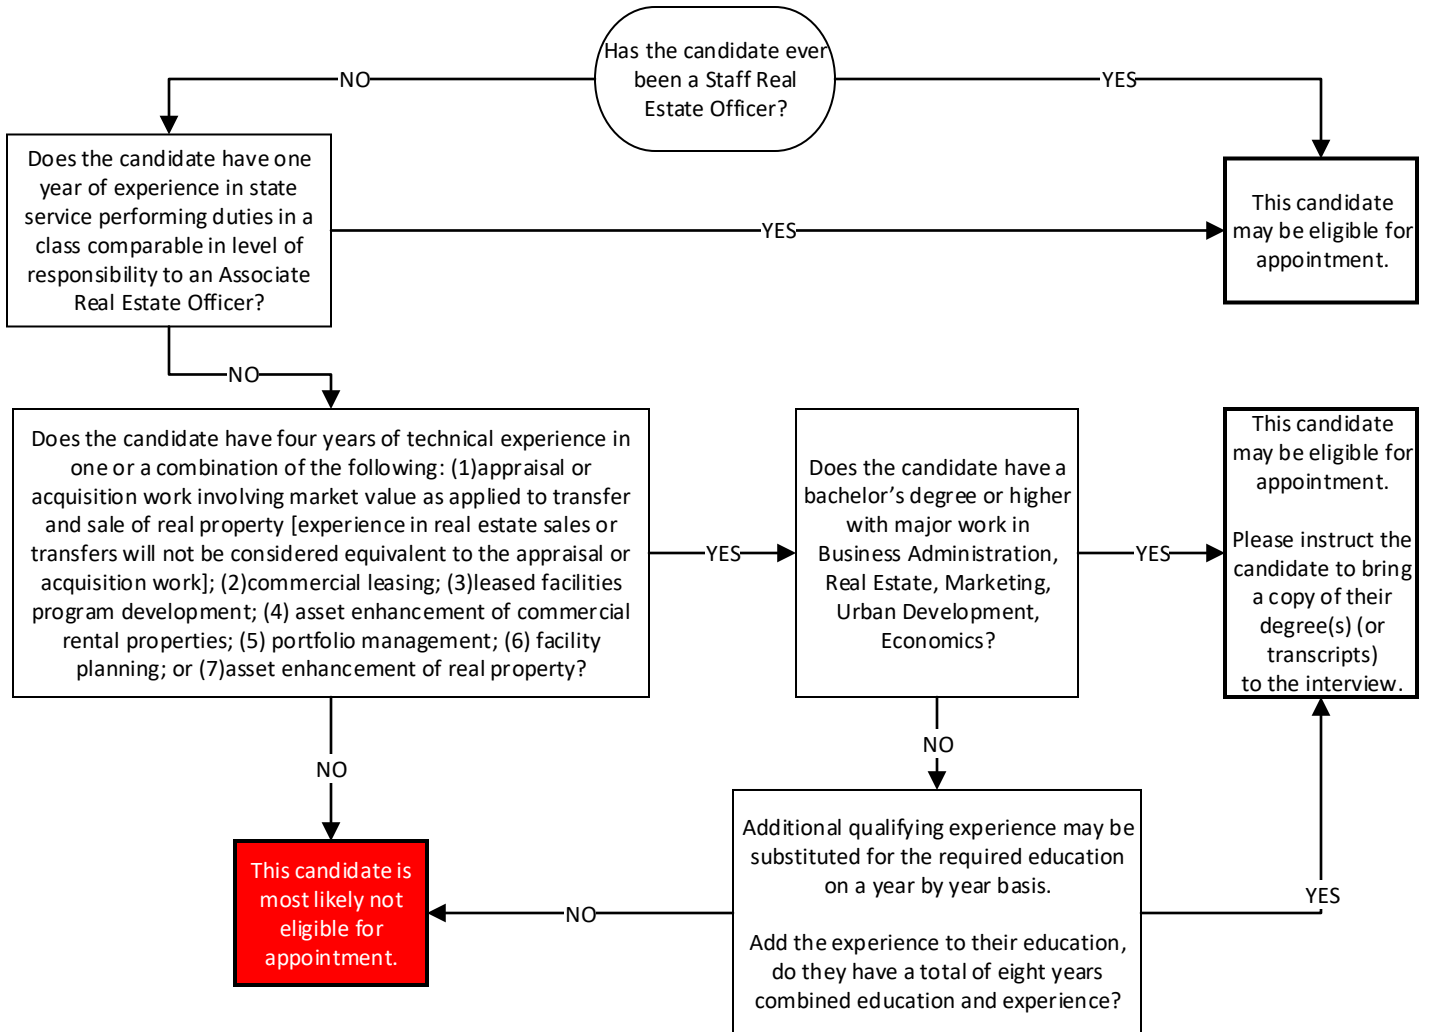 Has the candidate ever
been a Staff Real
Estate Officer?
NO
YES
Does the candidate have one
year of experience in state
service performing duties in a
class comparable in level of
responsibility to an Associate
Real Estate Officer?
YES
This candidate
may be eligible for
appointment.
NO
Does the candidate have four years of technical experience in
one or a combination of the following: (1)appraisal or
acquisition work involving market value as applied to transfer
and sale of real property [experience in real estate sales or
transfers will not be considered equivalent to the appraisal or
acquisition work]; (2)commercial leasing; (3)leased facilities
program development; (4) asset enhancement of commercial
rental properties; (5) portfolio management; (6) facility
planning; or (7)asset enhancement of real property?
YES
Does the candidate have a
bachelor’s degree or higher
with major work in
Business Administration,
Real Estate, Marketing,
Urban Development,
Economics?
YES
This candidate
may be eligible for
appointment.
Please instruct the
candidate to bring
a copy of their
degree(s) (or
transcripts)
to the interview.
NO
NO
This candidate is
most likely not
eligible for
appointment.
NO
Additional qualifying experience may be
substituted for the required education
on a year by year basis.
Add the experience to their education,
do they have a total of eight years
combined education and experience?
YES